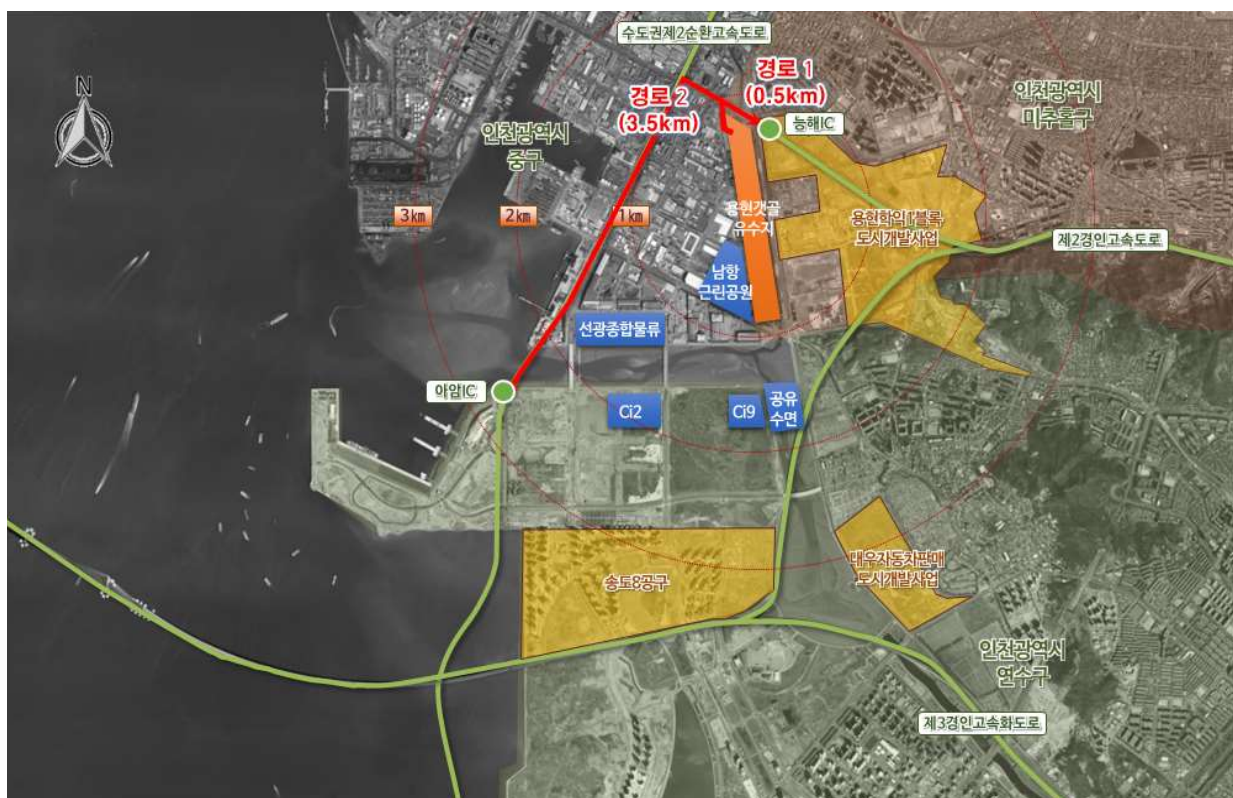 수도권제2순환고속도로
N
경로 1
(0.5km)
경로 2
(3.5km)
인천광역시
미추홀구
능해IC
인천광역시
중구
3km
2km
1km
용현갯골
유수지
용현학익1블록
도시개발사업
제2경인고속도로
남항
근린공원
선광종합물류
아암IC
Ci2
Ci9
공유
수면
송도8공구
대우자동차판매
도시개발사업
인천광역시
연수구
제3경인고속화도로